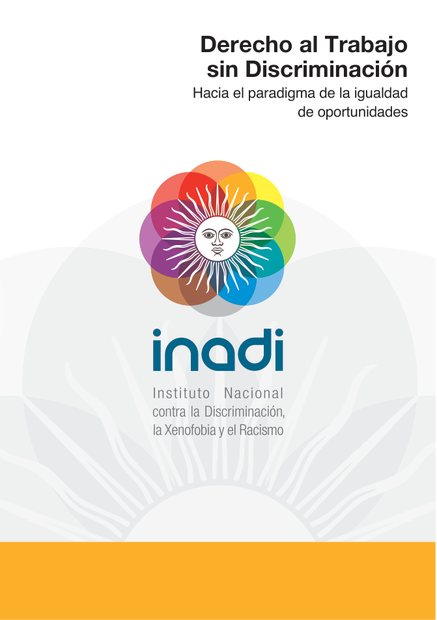 Derecho al Trabajo
sin Discriminación
Hacia el paradigma de la igualdad
de oportunidades
inadi
Instituto Nacional
contra la Discriminación,
la Xenofobia y el Racismo